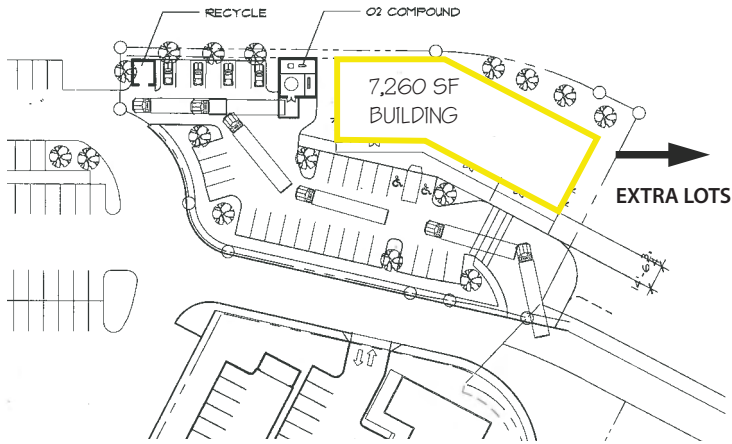 RECYCLE
O2 COMPOUND
7,260 SF
BUILDING
EXTRA LOTS